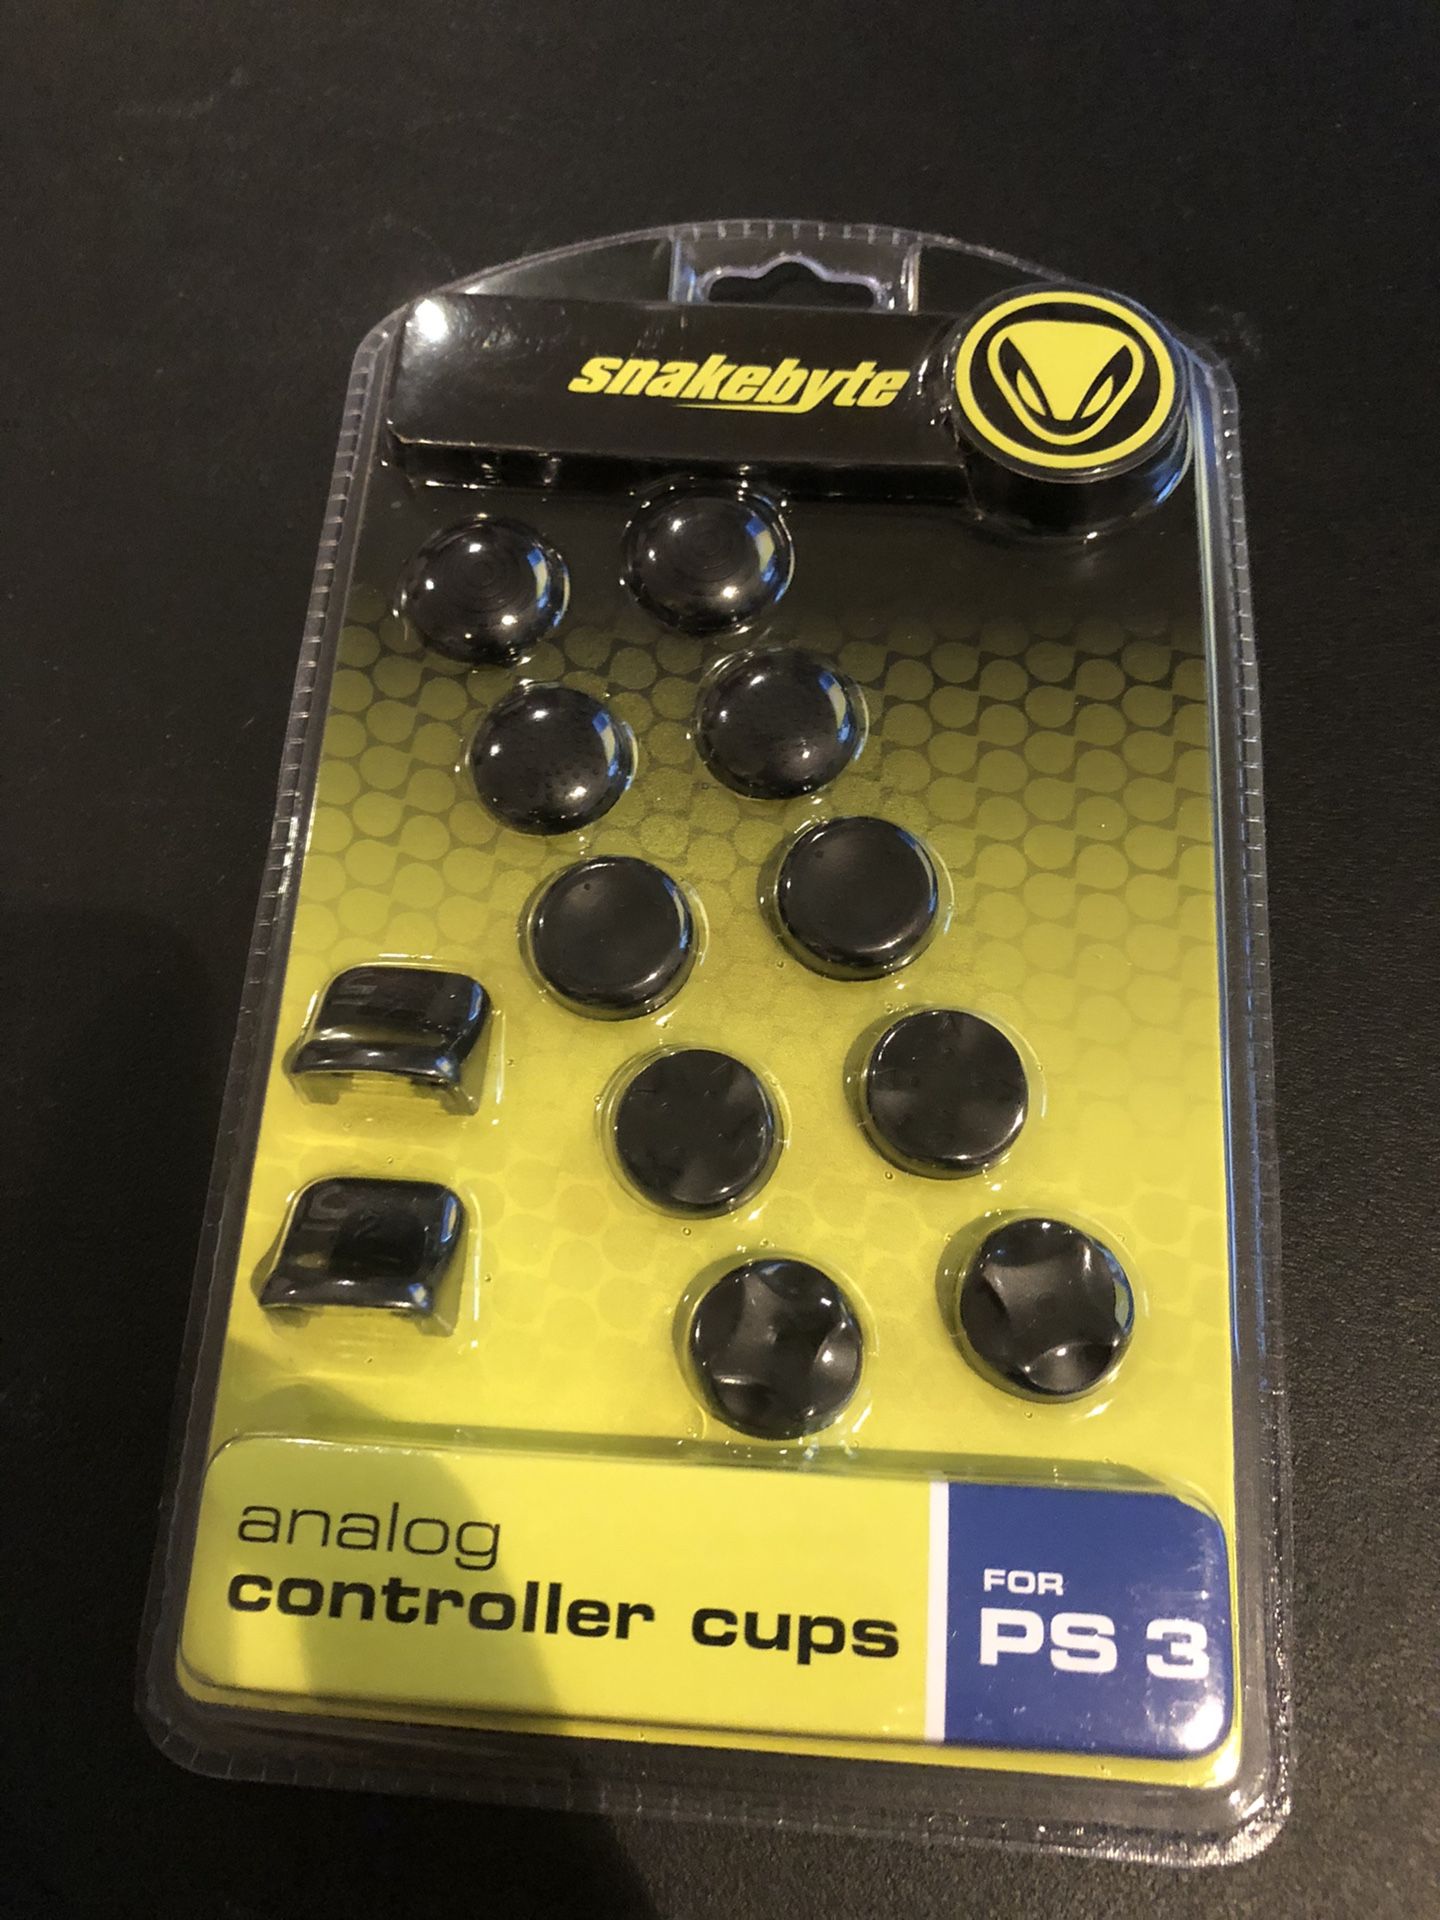 snakebyte
analog
controller cups
FOR
PS 3